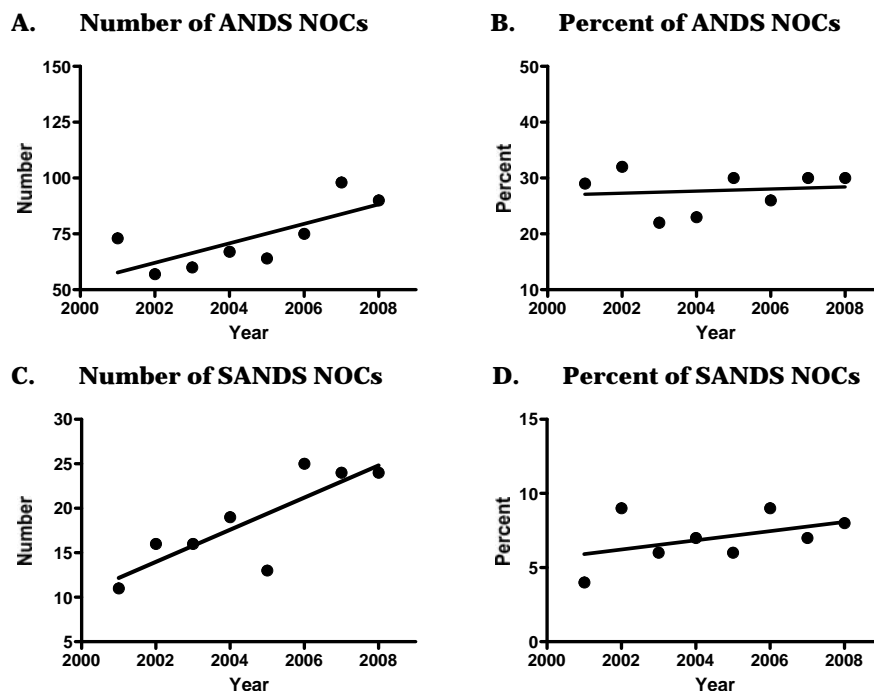 A. Number of ANDS NOCs
B. Percent of ANDS NOCs
150
125
100
75
50
Number
2000 2002 2004 2006 2008
Year
50
40
30
20
10
Percent
2000 2002 2004 2006 2008
Year
C. Number of SANDS NOCs
D. Percent of SANDS NOCs
30
25
20
15
10
5
Number
2000 2002 2004 2006 2008
Year
15
10
5
0
Percent
2000 2002 2004 2006 2008
Year